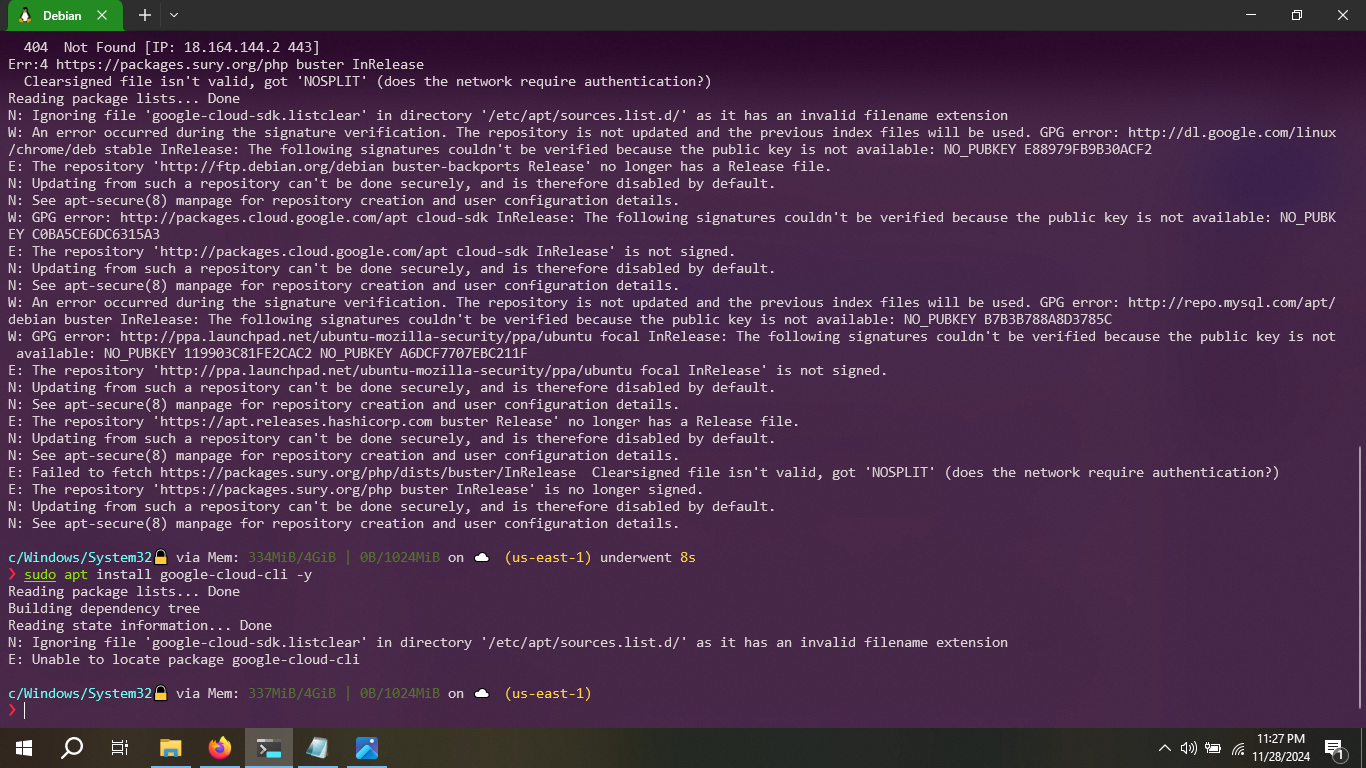 Debian
404  Not Found [IP: 18.164.144.2 443]
Err:4 https://packages.sury.org/php buster InRelease
  Clearsigned file isn't valid, got 'NOSPLIT' (does the network require authentication?)
Reading package lists... Done
N: Ignoring file 'google-cloud-sdk.listclear' in directory '/etc/apt/sources.list.d/' as it has an invalid filename extension
W: An error occurred during the signature verification. The repository is not updated and the previous index files will be used. GPG error: http://dl.google.com/linux
/chrome/deb stable InRelease: The following signatures couldn't be verified because the public key is not available: NO_PUBKEY E88979FB9B30ACF2
E: The repository 'http://ftp.debian.org/debian buster-backports Release' no longer has a Release file.
N: Updating from such a repository can't be done securely, and is therefore disabled by default.
N: See apt-secure(8) manpage for repository creation and user configuration details.
W: GPG error: http://packages.cloud.google.com/apt cloud-sdk InRelease: The following signatures couldn't be verified because the public key is not available: NO_PUBK
EY C0BA5CE6DC6315A3
E: The repository 'http://packages.cloud.google.com/apt cloud-sdk InRelease' is not signed.
N: Updating from such a repository can't be done securely, and is therefore disabled by default.
N: See apt-secure(8) manpage for repository creation and user configuration details.
W: An error occurred during the signature verification. The repository is not updated and the previous index files will be used. GPG error: http://repo.mysql.com/apt/
debian buster InRelease: The following signatures couldn't be verified because the public key is not available: NO_PUBKEY B7B3B788A8D3785C
W: GPG error: http://ppa.launchpad.net/ubuntu-mozilla-security/ppa/ubuntu focal InRelease: The following signatures couldn't be verified because the public key is not
 available: NO_PUBKEY 119903C81FE2CAC2 NO_PUBKEY A6DCF7707EBC211F
E: The repository 'http://ppa.launchpad.net/ubuntu-mozilla-security/ppa/ubuntu focal InRelease' is not signed.
N: Updating from such a repository can't be done securely, and is therefore disabled by default.
N: See apt-secure(8) manpage for repository creation and user configuration details.
E: The repository 'https://apt.releases.hashicorp.com buster Release' no longer has a Release file.
N: Updating from such a repository can't be done securely, and is therefore disabled by default.
N: See apt-secure(8) manpage for repository creation and user configuration details.
E: Failed to fetch https://packages.sury.org/php/dists/buster/InRelease  Clearsigned file isn't valid, got 'NOSPLIT' (does the network require authentication?)
E: The repository 'https://packages.sury.org/php buster InRelease' is no longer signed.
N: Updating from such a repository can't be done securely, and is therefore disabled by default.
N: See apt-secure(8) manpage for repository creation and user configuration details.
c/Windows/System32🔒 via Mem: 334MiB/4GiB | 0B/1024MiB on ☁ (us-east-1) underwent 8s
❯ sudo apt install google-cloud-cli -y
Reading package lists... Done
Building dependency tree
Reading state information... Done
N: Ignoring file 'google-cloud-sdk.listclear' in directory '/etc/apt/sources.list.d/' as it has an invalid filename extension
E: Unable to locate package google-cloud-cli
c/Windows/System32🔒 via Mem: 337MiB/4GiB | 0B/1024MiB on ☁ (us-east-1)
❯
11:27 PM
11/28/2024
1